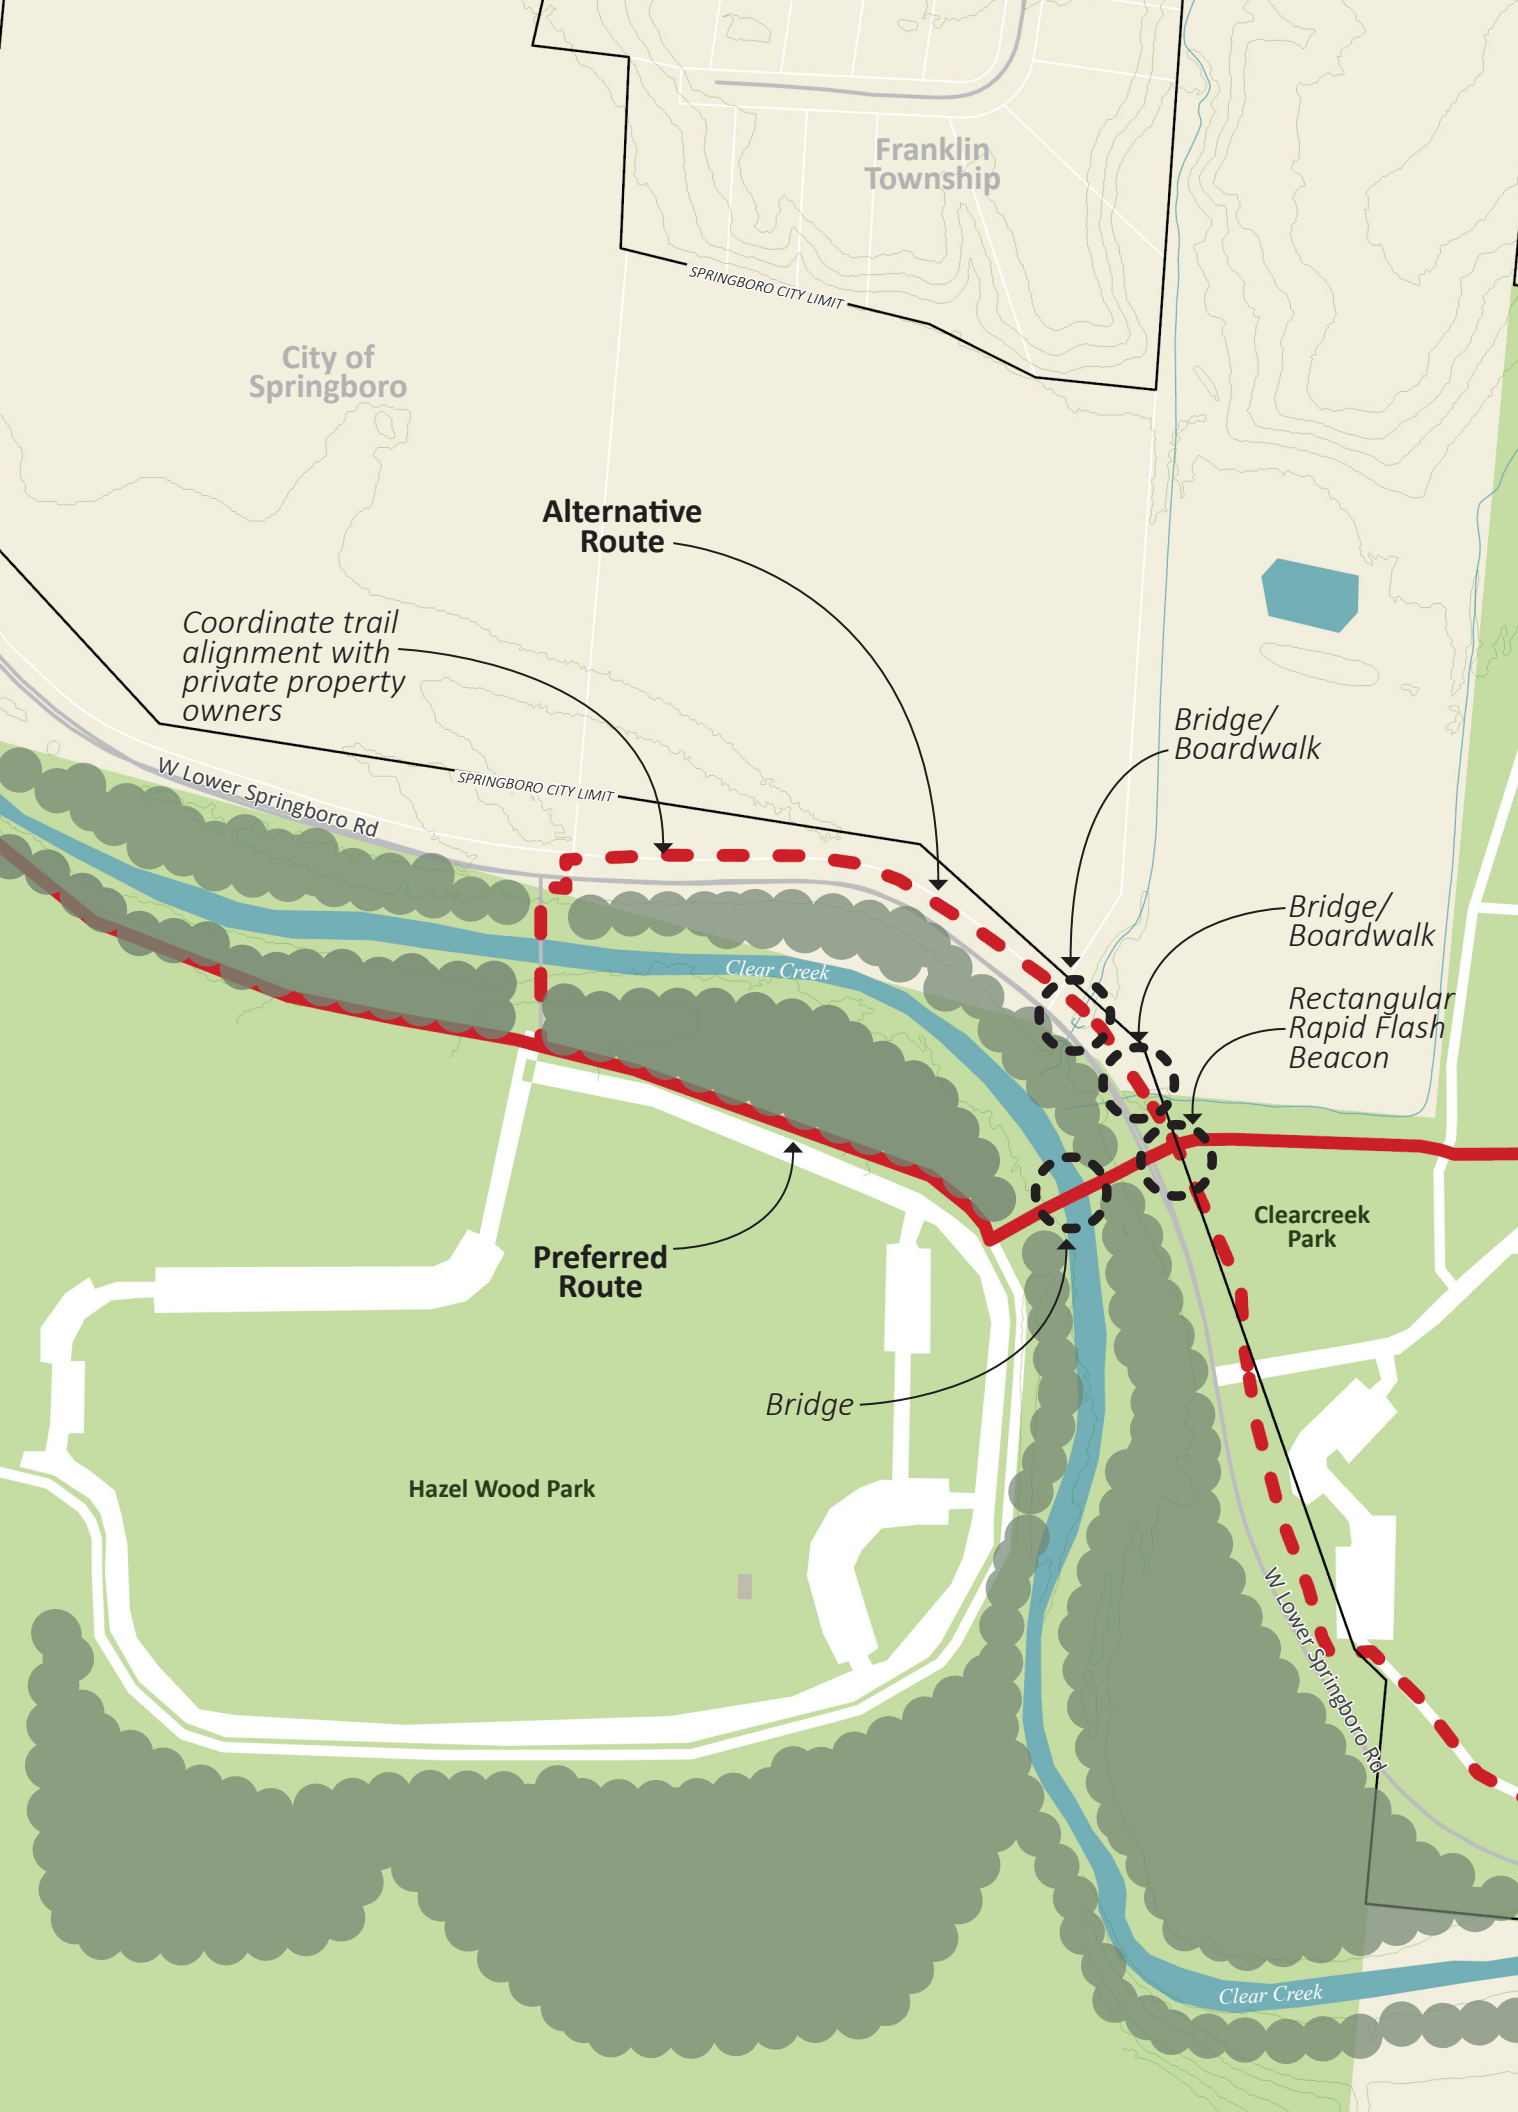 Franklin
Township
SPRINGBORO CITY LIMIT
City of
Springboro
Alternative
Route
Coordinate trail
alignment with
private property
owners
Bridge/
Boardwalk
W Lower Springboro Rd
SPRINGBORO CITY LIMIT
Bridge/
Boardwalk
Clear Creek
Rectangular
Rapid Flash
Beacon
Clearcreek
Park
Preferred
Route
Bridge
Hazel Wood Park
W Lower Springboro Rd
Clear Creek